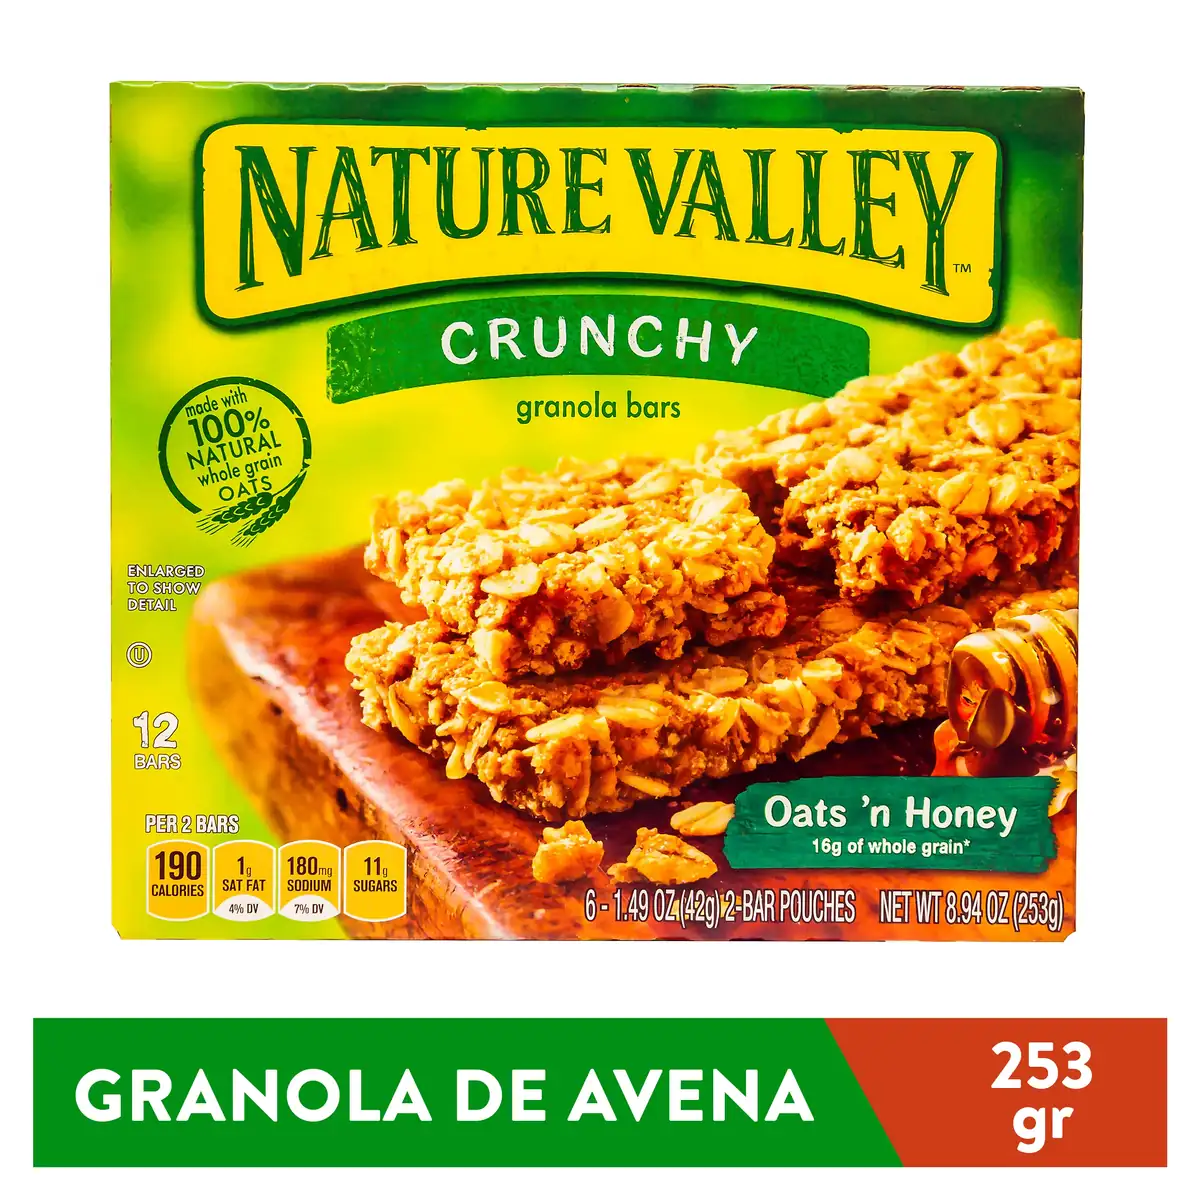 NATURE VALLEY™
CRUNCHY
granola bars
made with
100%
NATURAL
whole grain
OATS
ENLARGED
TO SHOW
DETAIL
U
12
BARS
PER 2 BARS
190
CALORIES
1g
SAT FAT
4% DV
180mg
SODIUM
7% DV
11g
SUGARS
Oats 'n Honey
16g of whole grain*
6 - 1.49 OZ (42g) 2-BAR POUCHES NET WT 8.94 OZ (253g)
GRANOLA DE AVENA
253
gr